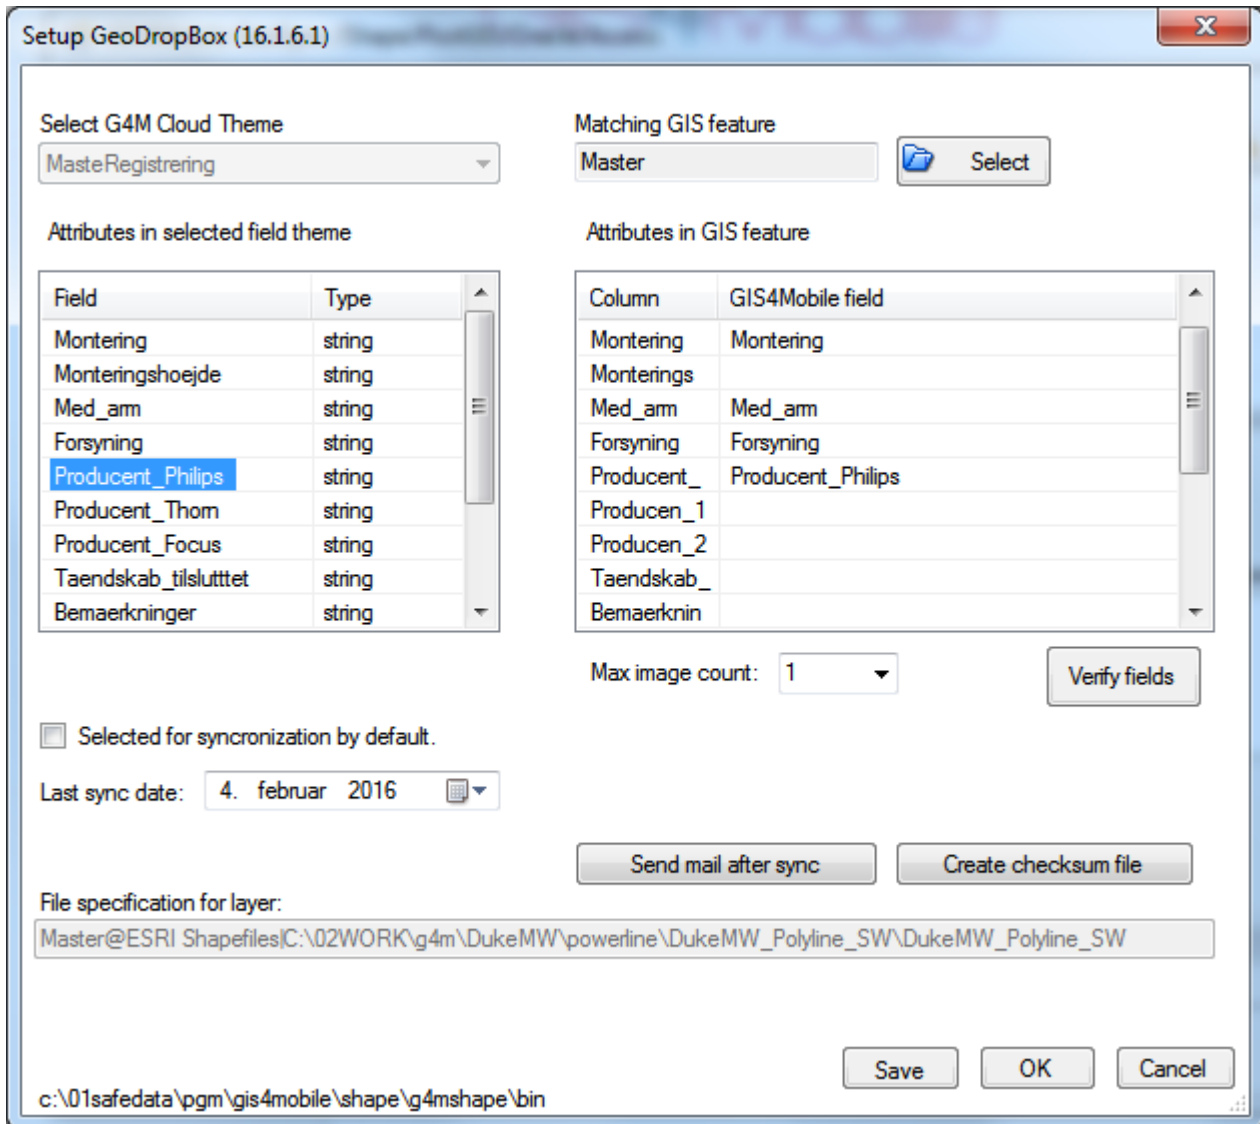 Setup GeoDropBox (16.1.6.1)
Select G4M Cloud Theme
MasteRegistrering
Matching GIS feature
Master
Select
Attributes in selected field theme
Field Type
Montering string
Monteringshoejde string
Med_arm string
Forsyning string
Producent_Philips string
Producent_Thorn string
Producent_Focus string
Taendskab_tilslutttet string
Bemaerkninger string
Attributes in GIS feature
Column GIS4Mobile field
Montering Montering
Monterings
Med_arm Med_arm
Forsyning Forsyning
Producent_ Producent_Philips
Producen_1
Producen_2
Taendskab_
Bemaerknin
Max image count: 1
Verify fields
Selected for syncronization by default.
Last sync date: 4. februar 2016
Send mail after sync
Create checksum file
File specification for layer:
Master@ESRI Shapefiles|C:\02WORK\g4m\DukeMW\powerline\DukeMW_Polyline_SW\DukeMW_Polyline_SW
Save
OK
Cancel
c:\01safedata\pgm\gis4mobile\shape\g4mshape\bin